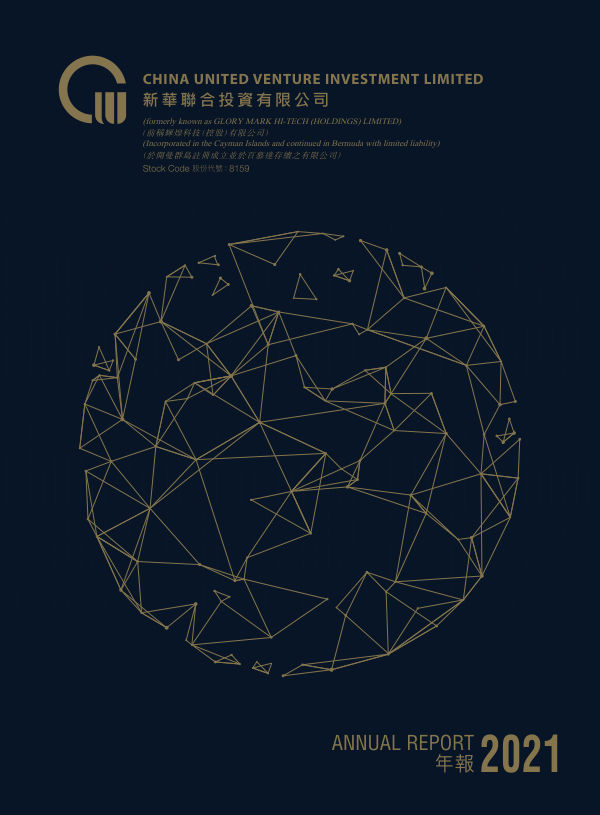 CHINA UNITED VENTURE INVESTMENT LIMITED
新華聯合投資有限公司
(formerly known as GLORY MARK HI-TECH (HOLDINGS) LIMITED)
(前稱輝煌科技(控股)有限公司)
(Incorporated in the Cayman Islands and continued in Bermuda with limited liability)
(於開曼群島註冊成立並於百慕達存續之有限公司)
Stock Code 股份代號 : 8159
ANNUAL REPORT
年報
2021